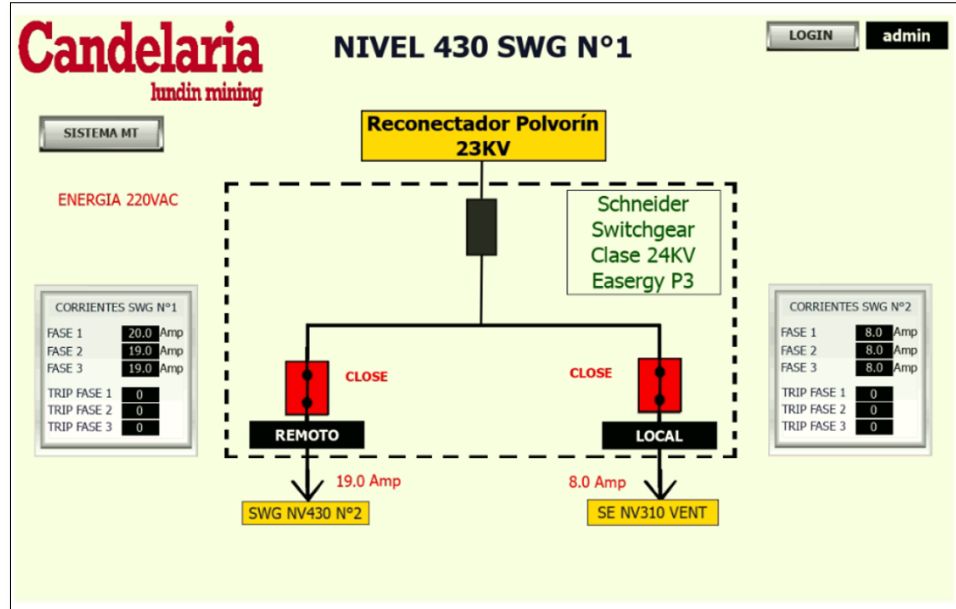 Candelaria
lundin mining
NIVEL 430 SWG N°1
LOGIN
admin
SISTEMA MT
Reconectador Polvorín
23KV
ENERGIA 220VAC
Schneider
Switchgear
Clase 24KV
Easergy P3
CORRIENTES SWG N°1
FASE 1 20.0 Amp
FASE 2 19.0 Amp
FASE 3 19.0 Amp
TRIP FASE 1 0
TRIP FASE 2 0
TRIP FASE 3 0
CLOSE
REMOTO
19.0 Amp
SWG NV430 N°2
CLOSE
LOCAL
8.0 Amp
SE NV310 VENT
CORRIENTES SWG N°2
FASE 1 8.0 Amp
FASE 2 8.0 Amp
FASE 3 8.0 Amp
TRIP FASE 1 0
TRIP FASE 2 0
TRIP FASE 3 0